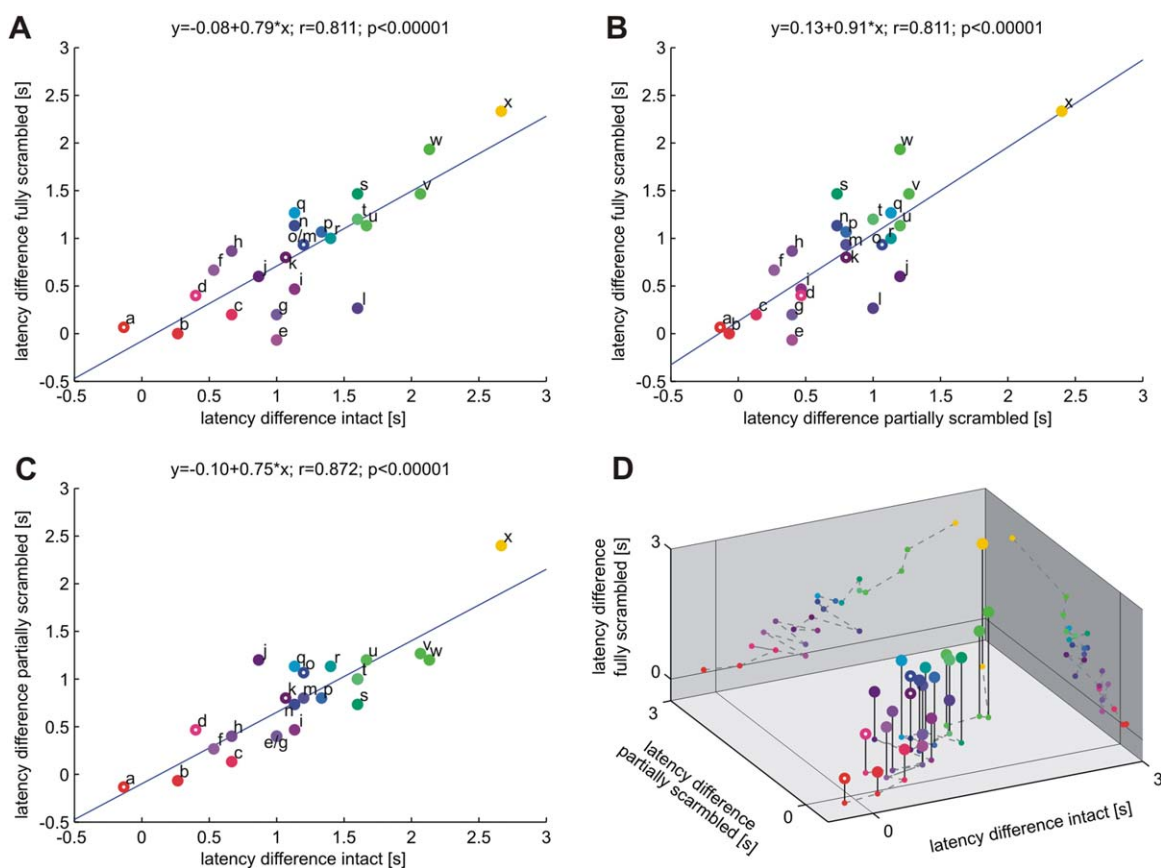 A
y=-0.08+0.79*x; r=0.811; p<0.00001
latency difference fully scrambled [s]
3
2.5
2
1.5
1
0.5
0
-0.5
x
w
v
s
q
n
t
u
o/m
p
r
h
f
j
k
i
l
d
c
g
a
b
e
-0.5 0 0.5 1 1.5 2 2.5 3
latency difference intact [s]
B
y=0.13+0.91*x; r=0.811; p<0.00001
latency difference fully scrambled [s]
3
2.5
2
1.5
1
0.5
0
-0.5
x
w
s
v
q
t
u
n
p
m
o
r
h
k
f
j
i
d
l
c
g
a
b
e
-0.5 0 0.5 1 1.5 2 2.5 3
latency difference partially scrambled [s]
C
y=-0.10+0.75*x; r=0.872; p<0.00001
latency difference partially scrambled [s]
3
2.5
2
1.5
1
0.5
0
-0.5
x
j
q
o
r
u
v
w
t
k
m
p
n
s
d
i
f
h
e/g
c
a
b
-0.5 0 0.5 1 1.5 2 2.5 3
latency difference intact [s]
D
latency difference
fully scrambled [s]
3
0
3
latency difference
partially scarmbled [s]
0
0
latency difference intact [s]
3